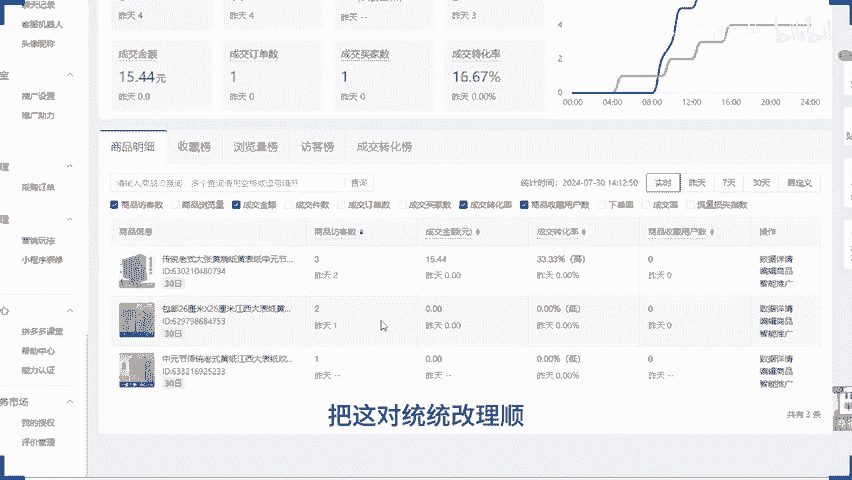 聊天记录
客服机器人
头像昵称
推广设置
推广助力
采购订单
营销玩法
小程序装修
拼多多课堂
帮助中心
能力认证
务市场
我的授权
评价管理
昨天 4
昨天 4
昨天 --
昨天 3
成交金额
15.44元
昨天 0.0
成交订单数
1
昨天 0
成交买家数
1
昨天 0
成交转化率
16.67%
昨天 0.00%
4
2
0
00:00 04:00 08:00 12:00 16:00 20:00 24:00
bilibili
商品明细 收藏榜 浏览量榜 访客榜 成交转化榜
请输入商品ID查询，多个查询请用空格或逗号隔开 查询
统计时间：2024-07-30 14:12:50 实时 昨天 7天 30天 自定义
商品访客数 商品浏览量 成交金额 成交件数 成交订单数 成交买家数 成交转化率 商品收藏用户数 下单率 成交率 流量损失指数
商品信息 商品访客数 成交金额(元) 成交转化率 商品收藏用户数 操作
传统老式大张黄烧纸黄表纸中元节...
ID:630210480794
30日
3
昨天 2
15.44
昨天 0.00
33.33% (高)
昨天 0.00%
0
昨天 0
数据详情
编辑商品
智能推广
包邮26厘米X26厘米江西大表纸黄...
ID:629798684753
30日
2
昨天 1
0.00
昨天 0.00
0.00% (低)
昨天 0.00%
0
昨天 0
数据详情
编辑商品
智能推广
中元节传统老式黄纸江西大表纸纹...
ID:633216925233
30日
1
昨天 --
0.00
昨天 --
0.00% (低)
昨天 0.00%
0
昨天 --
数据详情
编辑商品
智能推广
共有 3 条
把这对统统改理顺